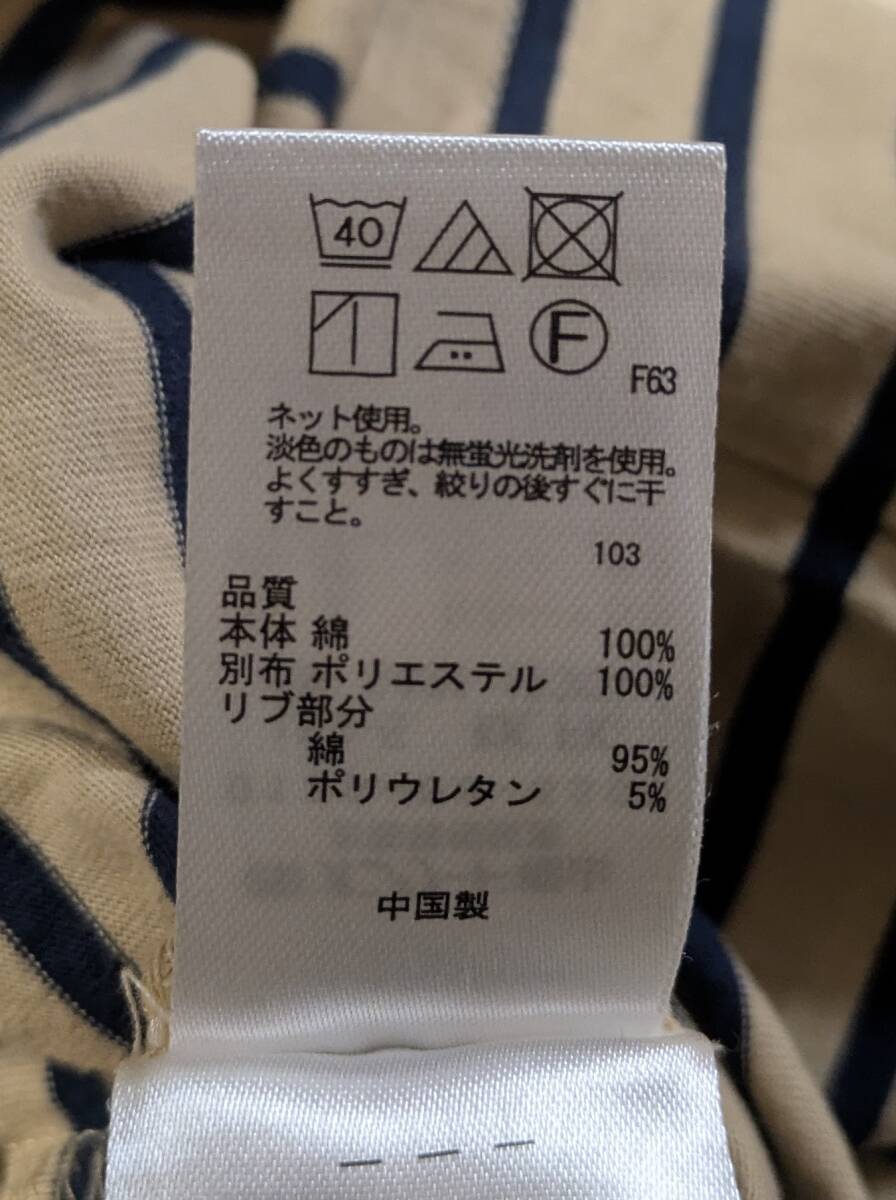 40
F
F63
ネット使用。
淡色のものは無蛍光洗剤を使用。
よくすすぎ、絞りの後すぐに干
すこと。
103
品質
本体 綿 100%
別布 ポリエステル 100%
リブ部分
綿 95%
ポリウレタン 5%
中国製